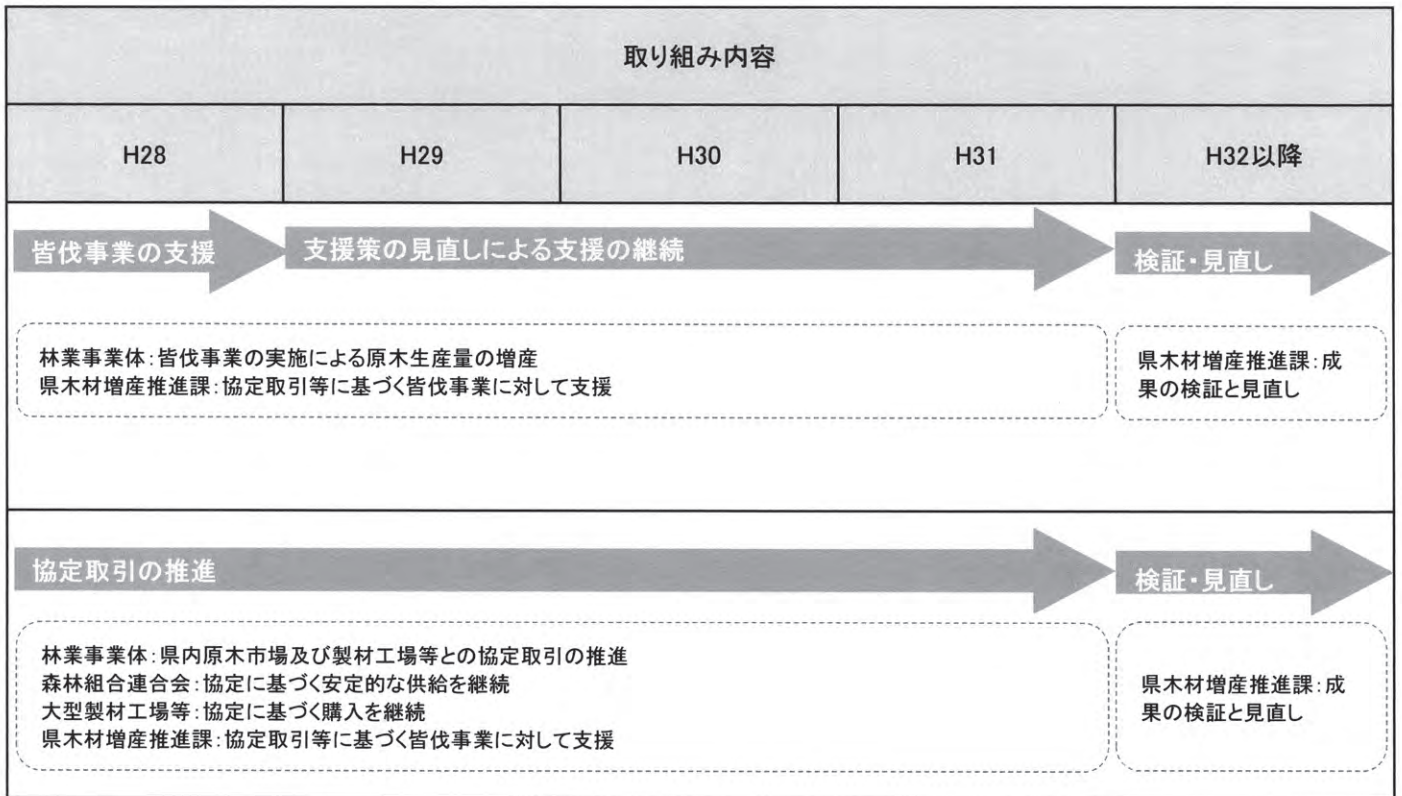 取り組み内容
H28
H29
H30
H31
H32以降
皆伐事業の支援
支援策の見直しによる支援の継続
検証・見直し
林業事業体:皆伐事業の実施による原木生産量の増産
県木材増産推進課:協定取引等に基づく皆伐事業に対して支援
県木材増産推進課:成
果の検証と見直し
協定取引の推進
検証・見直し
林業事業体:県内原木市場及び製材工場等との協定取引の推進
森林組合連合会:協定に基づく安定的な供給を継続
大型製材工場等:協定に基づく購入を継続
県木材増産推進課:協定取引等に基づく皆伐事業に対して支援
県木材増産推進課:成
果の検証と見直し